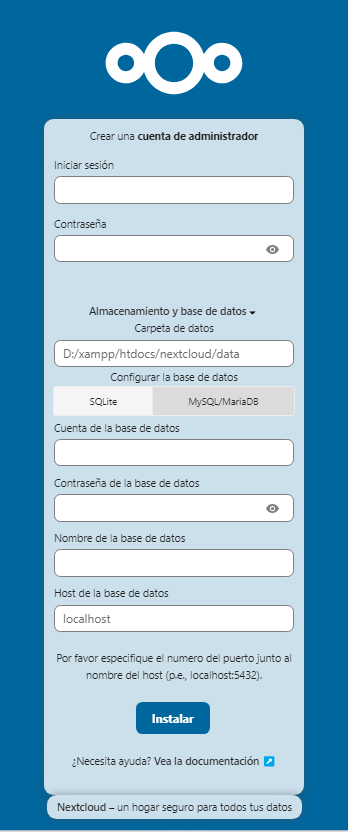 Crear una cuenta de administrador
Iniciar sesión
Contraseña
Almacenamiento y base de datos
Carpeta de datos
D:/xampp/htdocs/nextcloud/data
Configurar la base de datos
SQLite MySQL/MariaDB
Cuenta de la base de datos
Contraseña de la base de datos
Nombre de la base de datos
Host de la base de datos
localhost
Por favor especifique el numero del puerto junto al
nombre del host (p.e., localhost:5432).
Instalar
¿Necesita ayuda? Vea la documentación
Nextcloud – un hogar seguro para todos tus datos